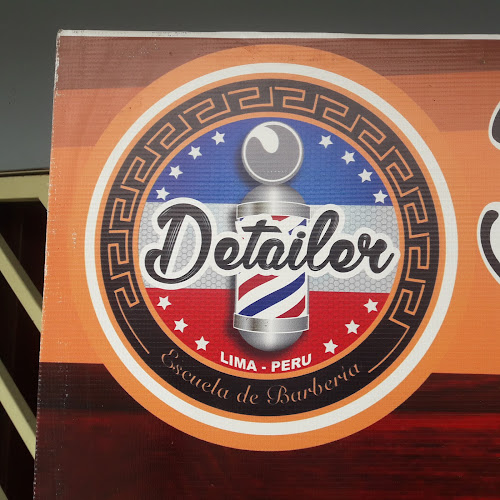 Detailer
LIMA - PERU
Escuela de Barbería